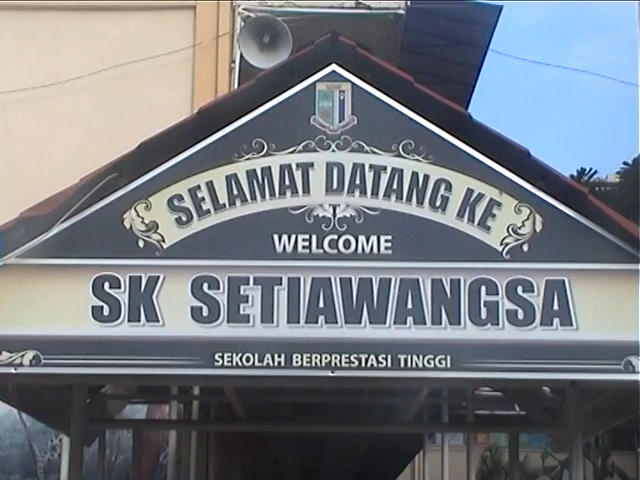 SELAMAT DATANG KE
WELCOME
SK SETIAWANGSA
SEKOLAH BERPRESTASI TINGGI